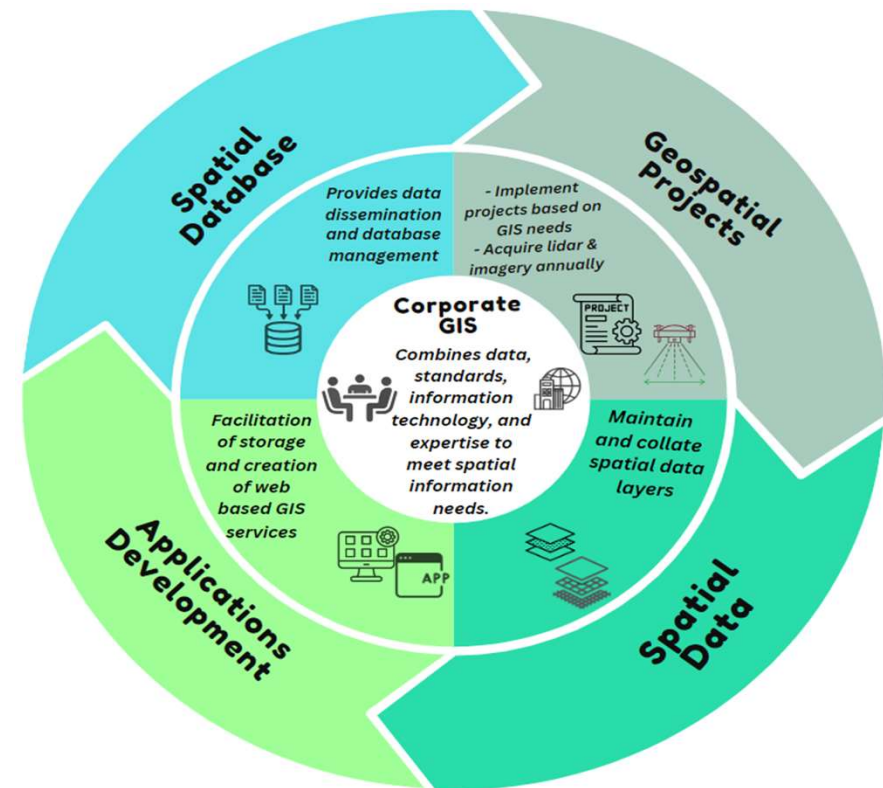 Spatial
Database
Geospatial
Projects
Provides data
dissemination
and database
management
- Implement
projects based on
GIS needs
- Acquire lidar &
imagery annually
PROJECT
Corporate
GIS
Combines data,
standards,
information
technology, and
expertise to
meet spatial
information
needs.
Facilitation
of storage
and creation
of web
based GIS
services
APP
Maintain
and collate
spatial data
layers
Applications
Development
Spatial
Data